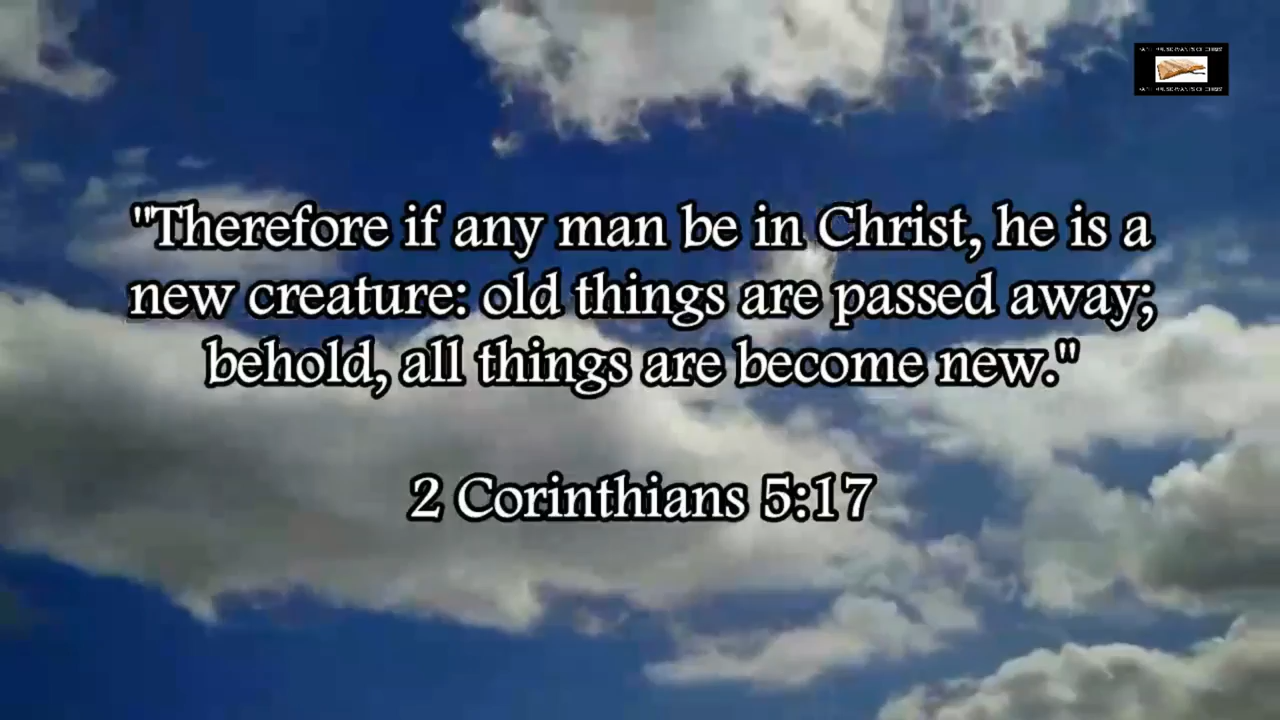 "Therefore if any man be in Christ, he is a
new creature: old things are passed away;
behold, all things are become new."
2 Corinthians 5:17